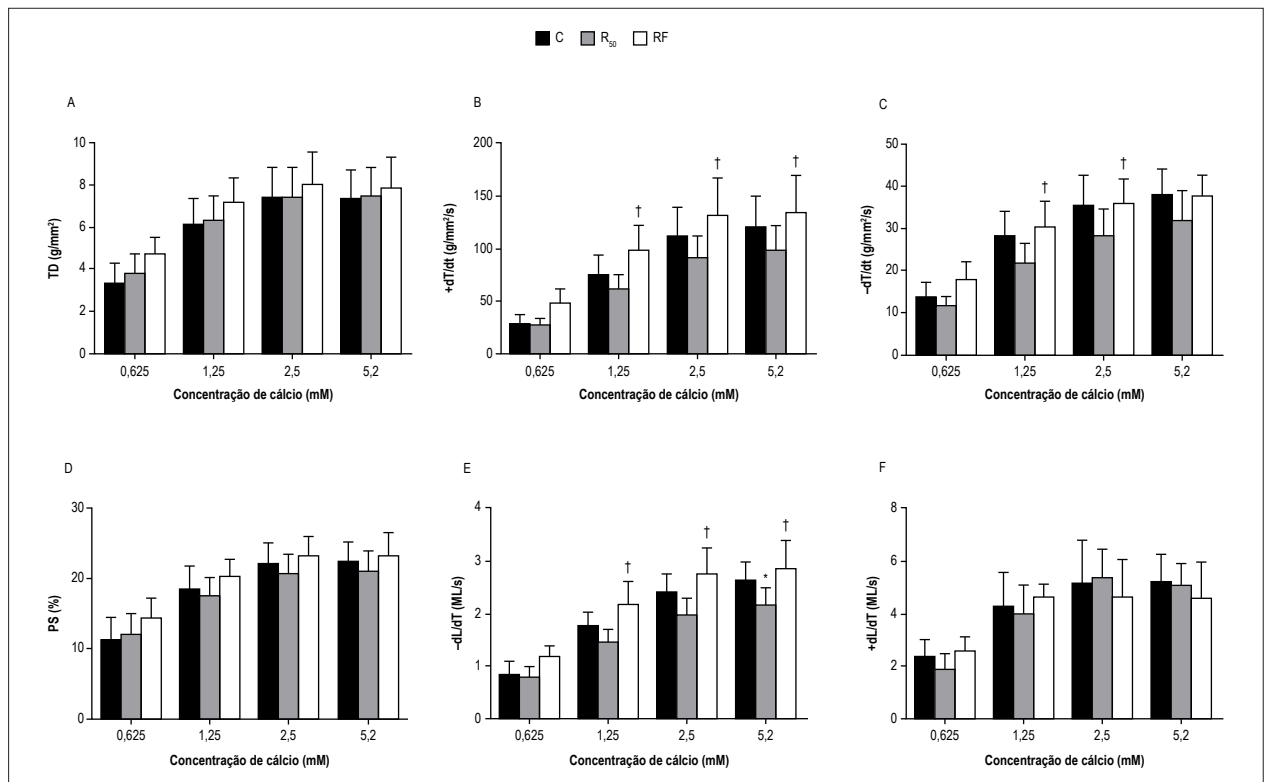 C R₅₀ RF
A
TD (g/mm²)
10
8
6
4
2
0
0,625 1,25 2,5 5,2
Concentração de cálcio (mM)
B
+dT/dt (g/mm²/s)
200
150
100
50
0
† † †
0,625 1,25 2,5 5,2
Concentração de cálcio (mM)
C
–dT/dt (g/mm²/s)
50
40
30
20
10
0
† †
0,625 1,25 2,5 5,2
Concentração de cálcio (mM)
D
PS (%)
30
20
10
0
0,625 1,25 2,5 5,2
Concentração de cálcio (mM)
E
–dL/dT (ML/s)
4
3
2
1
0
† † * †
0,625 1,25 2,5 5,2
Concentração de cálcio (mM)
F
+dL/dT (ML/s)
8
6
4
2
0
0,625 1,25 2,5 5,2
Concentração de cálcio (mM)